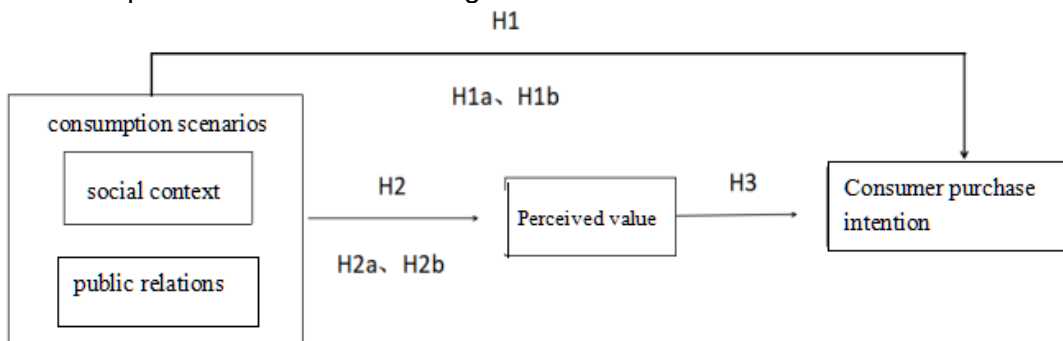 H1
H1a、H1b
consumption scenarios
social context
public relations
H2
H2a、H2b
Perceived value
H3
Consumer purchase
intention